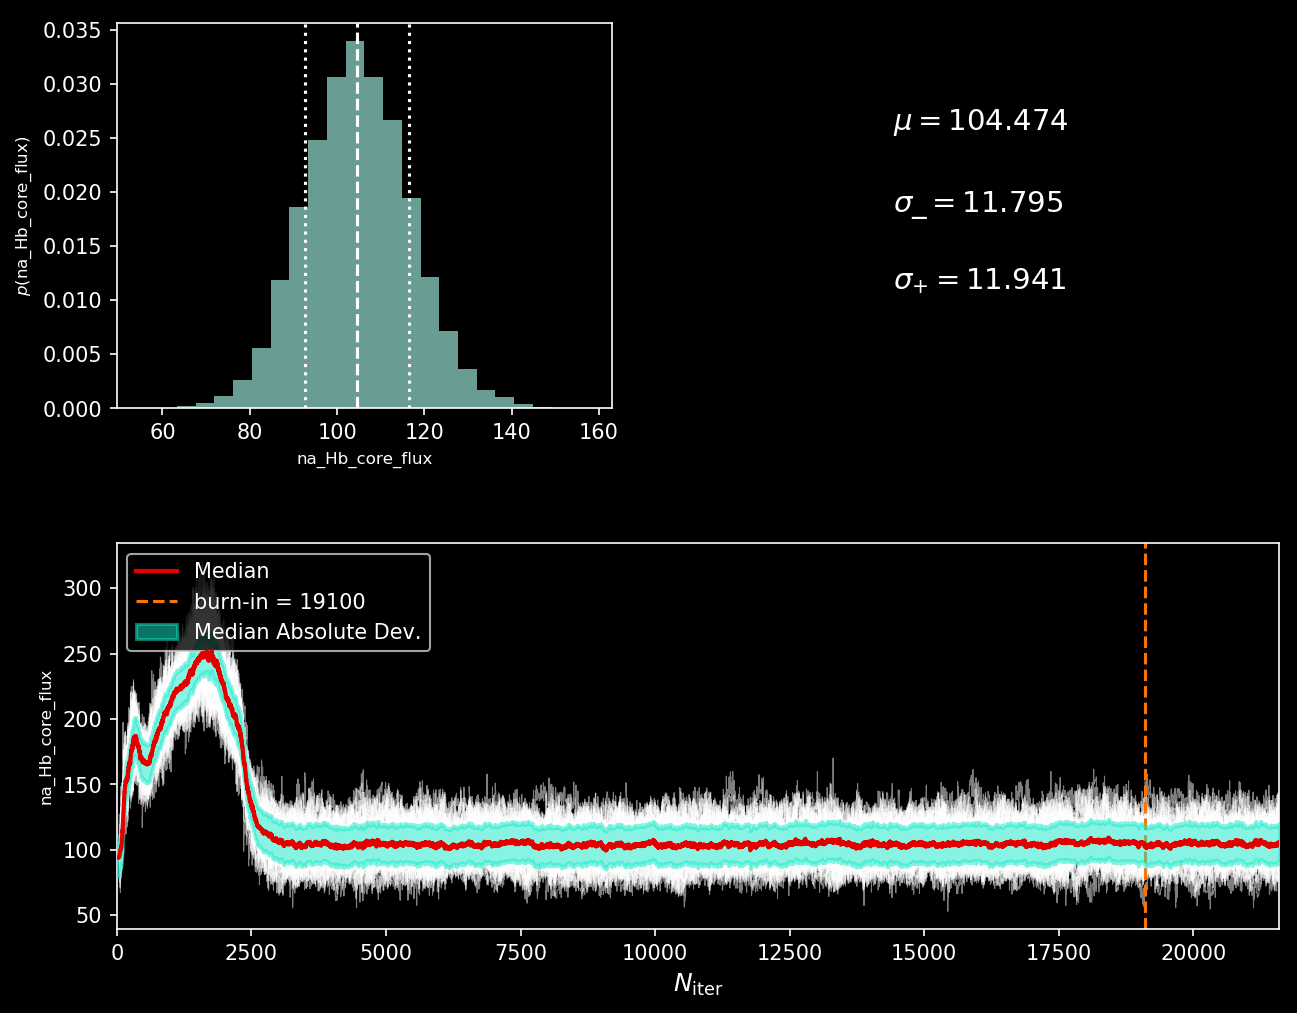 0.035
0.030
0.025
0.020
0.015
0.010
0.005
0.000
p(na_Hb_core_flux)
60 80 100 120 140 160
na_Hb_core_flux
μ = 104.474
σ₋ = 11.795
σ₊ = 11.941
Median
burn-in = 19100
Median Absolute Dev.
300
250
200
150
100
50
na_Hb_core_flux
0 2500 5000 7500 10000 12500 15000 17500 20000
N_iter